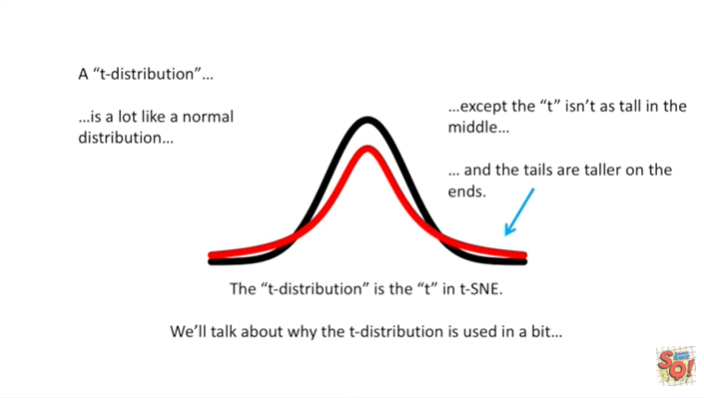 A “t-distribution”…
…is a lot like a normal
distribution…
…except the “t” isn’t as tall in the
middle…
… and the tails are taller on the
ends.
The “t-distribution” is the “t” in t-SNE.
We’ll talk about why the t-distribution is used in a bit…
SQ!